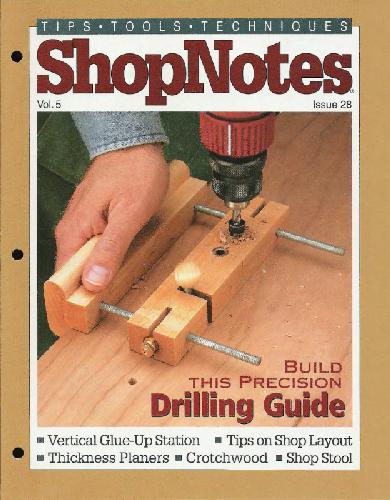 TIPS • TOOLS • TECHNIQUES
ShopNotes®
Vol. 5 Issue 28
BUILD
THIS PRECISION
Drilling Guide
■ Vertical Glue-Up Station ■ Tips on Shop Layout
■ Thickness Planers ■ Crotchwood ■ Shop Stool